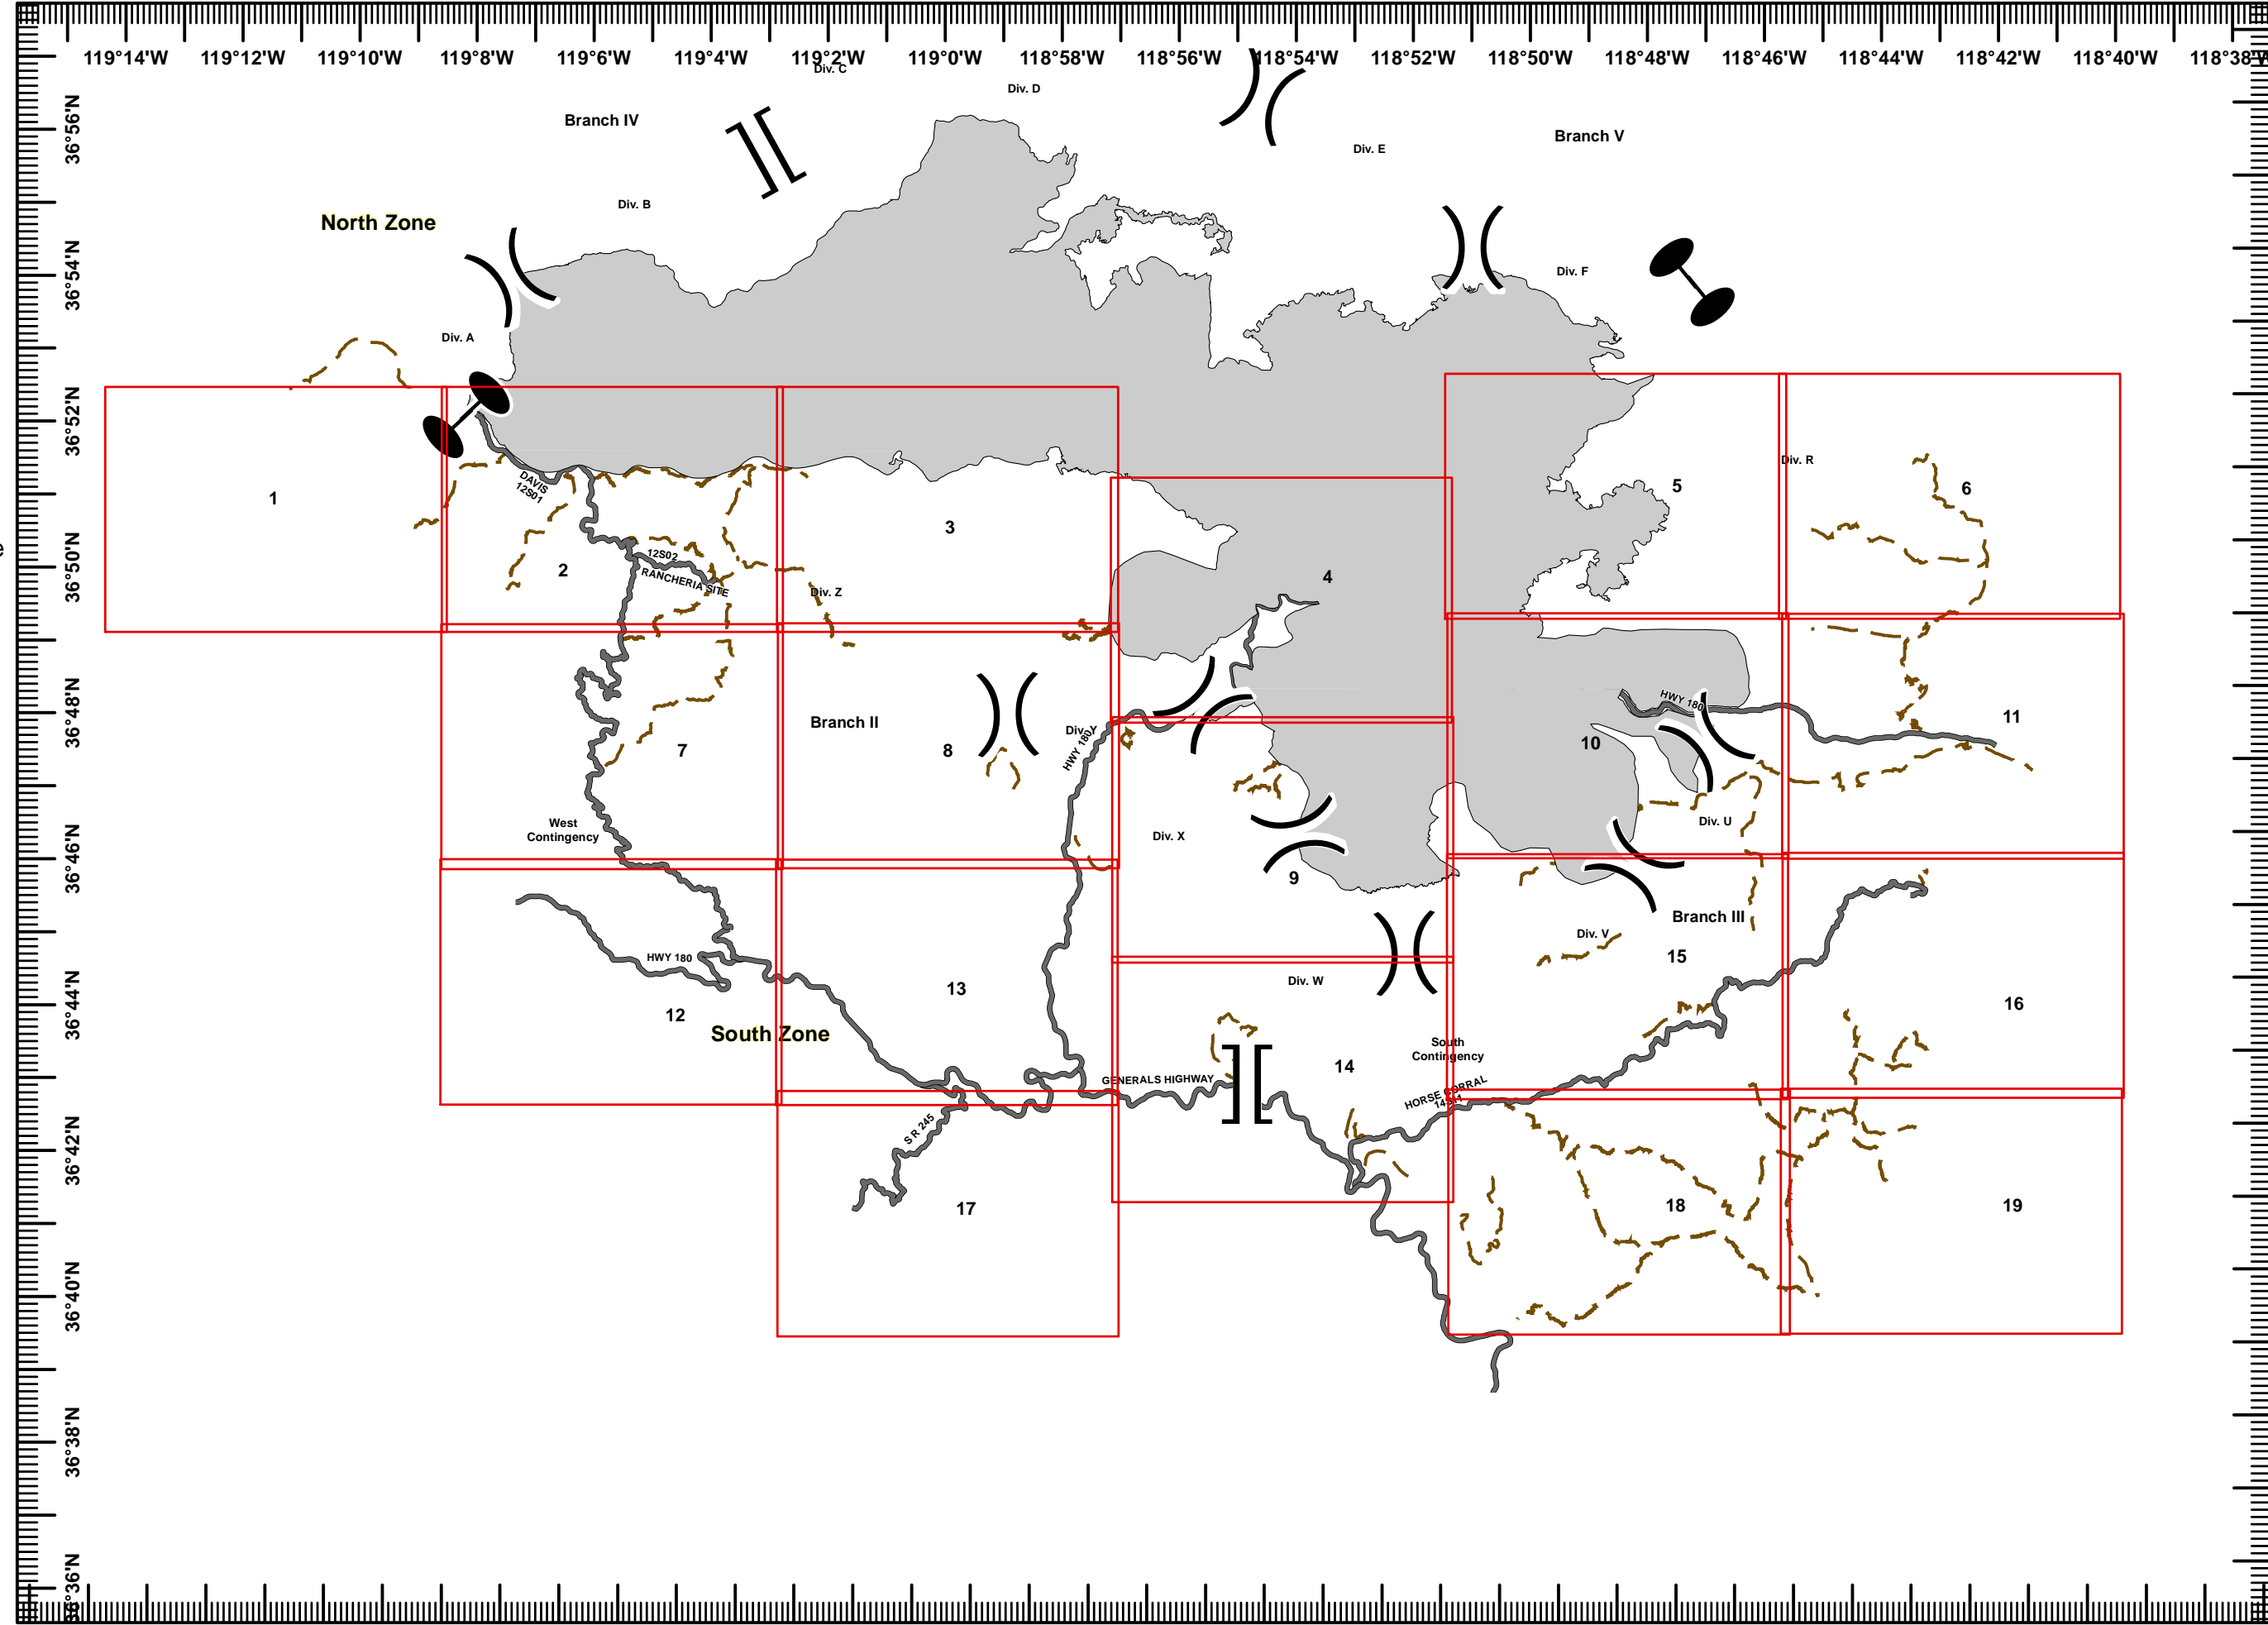 119°14'W 119°12'W 119°10'W 119°8'W 119°6'W 119°4'W 119°2'W 119°0'W 118°58'W 118°56'W 118°54'W 118°52'W 118°50'W 118°48'W 118°46'W 118°44'W 118°42'W 118°40'W 118°38'W
Div. C
Div. D
36°56'N
Branch IV
Branch V
Div. E
Div. B
North Zone
36°54'N
Div. F
Div. A
36°52'N
Div. R
DAVIS
12S01
1
2
3
4
5
6
36°50'N
12S02
RANCHERIA SITE
Div. Z
36°48'N
HWY 180
Branch II
Div. Y
HWY 180
7
8
10
11
36°46'N
West
Contingency
Div. X
Div. U
9
Branch III
Div. V
HWY 180
15
36°44'N
Div. W
13
16
12
South Zone
South
Contingency
14
GENERALS HIGHWAY
HORSE CORRAL
14S11
36°42'N
S R 245
17
18
19
36°40'N
36°38'N
36°36'N